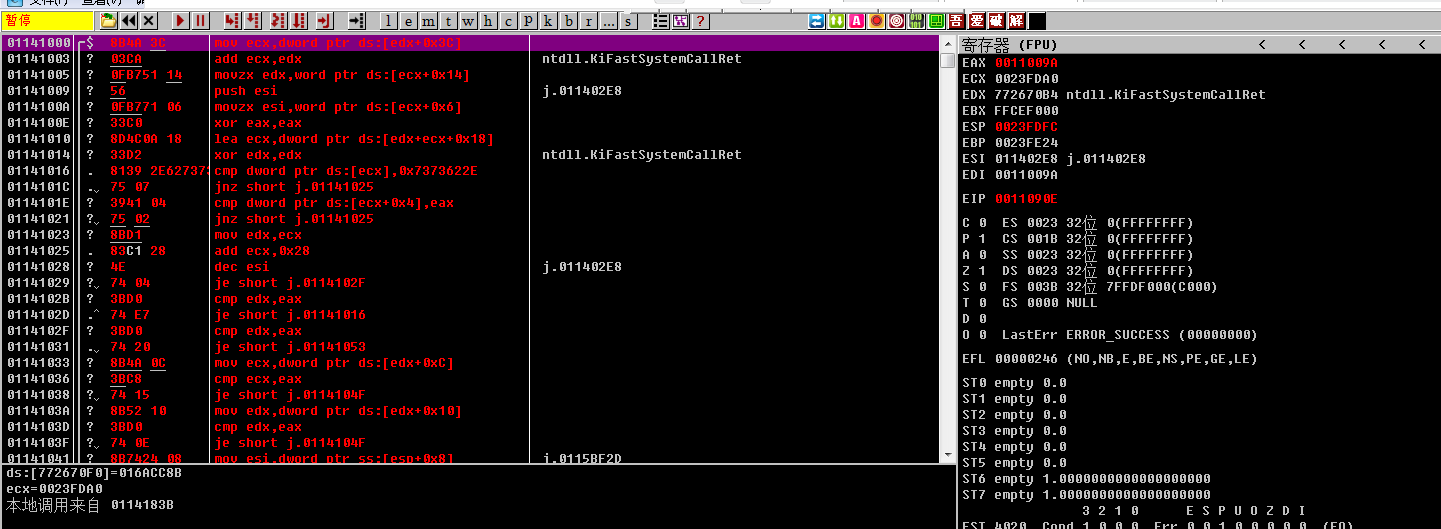 暂停 l e m t w h c p k b r ... s ? A 吾 爱 破 解
01141000 $ 8B4A 3C mov ecx,dword ptr ds:[edx+0x3C]
01141003 ? 03CA add ecx,edx ntdll.KiFastSystemCallRet
01141005 ? 0FB751 14 movzx edx,word ptr ds:[ecx+0x14]
01141009 ? 56 push esi j.011402E8
0114100A ? 0FB771 06 movzx esi,word ptr ds:[ecx+0x6]
0114100E ? 33C0 xor eax,eax
01141010 ? 8D4C0A 18 lea ecx,dword ptr ds:[edx+ecx+0x18]
01141014 ? 33D2 xor edx,edx ntdll.KiFastSystemCallRet
01141016 . 8139 2E627373 cmp dword ptr ds:[ecx],0x7373622E
0114101C . 75 07 jnz short j.01141025
0114101E ? 3941 04 cmp dword ptr ds:[ecx+0x4],eax
01141021 ? 75 02 jnz short j.01141025
01141023 ? 8BD1 mov edx,ecx
01141025 . 83C1 28 add ecx,0x28
01141028 ? 4E dec esi j.011402E8
01141029 ? 74 04 je short j.0114102F
0114102B ? 3BD0 cmp edx,eax
0114102D . 74 E7 je short j.01141016
0114102F ? 3BD0 cmp edx,eax
01141031 . 74 20 je short j.01141053
01141033 ? 8B4A 0C mov ecx,dword ptr ds:[edx+0xC]
01141036 ? 3BC8 cmp ecx,eax
01141038 ? 74 15 je short j.0114104F
0114103A ? 8B52 10 mov edx,dword ptr ds:[edx+0x10]
0114103D ? 3BD0 cmp edx,eax
0114103F ? 74 0E je short j.0114104F
01141041 ? 8B7424 08 mov esi,dword ptr ss:[esp+0x8] j.0115BF2D
ds:[772670F0]=016ACC8B
ecx=0023FDA0
本地调用来自 0114183B
寄存器 (FPU) < < < < <
EAX 0011009A
ECX 0023FDA0
EDX 772670B4 ntdll.KiFastSystemCallRet
EBX FFCEF000
ESP 0023FDFC
EBP 0023FE24
ESI 011402E8 j.011402E8
EDI 0011009A
EIP 0011090E
C 0 ES 0023 32位 0(FFFFFFFF)
P 1 CS 001B 32位 0(FFFFFFFF)
A 0 SS 0023 32位 0(FFFFFFFF)
Z 1 DS 0023 32位 0(FFFFFFFF)
S 0 FS 003B 32位 7FFDF000(C000)
T 0 GS 0000 NULL
D 0
O 0 LastErr ERROR_SUCCESS (00000000)
EFL 00000246 (NO,NB,E,BE,NS,PE,GE,LE)
ST0 empty 0.0
ST1 empty 0.0
ST2 empty 0.0
ST3 empty 0.0
ST4 empty 0.0
ST5 empty 0.0
ST6 empty 1.0000000000000000000
ST7 empty 1.0000000000000000000
3 2 1 0 E S P U O Z D I
FST 4020 Cond 1 0 0 0 Err 0 0 1 0 0 0 0 0 (EQ)